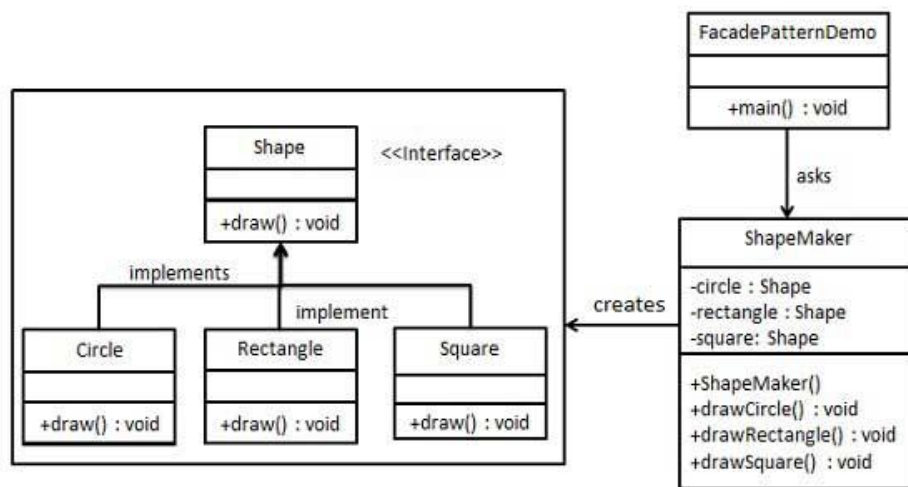 FacadePatternDemo
+main() : void
asks
Shape
<<Interface>>
+draw() : void
implements
implement
Circle
+draw() : void
Rectangle
+draw() : void
Square
+draw() : void
creates
ShapeMaker
-circle : Shape
-rectangle : Shape
-square: Shape
+ShapeMaker()
+drawCircle() : void
+drawRectangle() : void
+drawSquare() : void